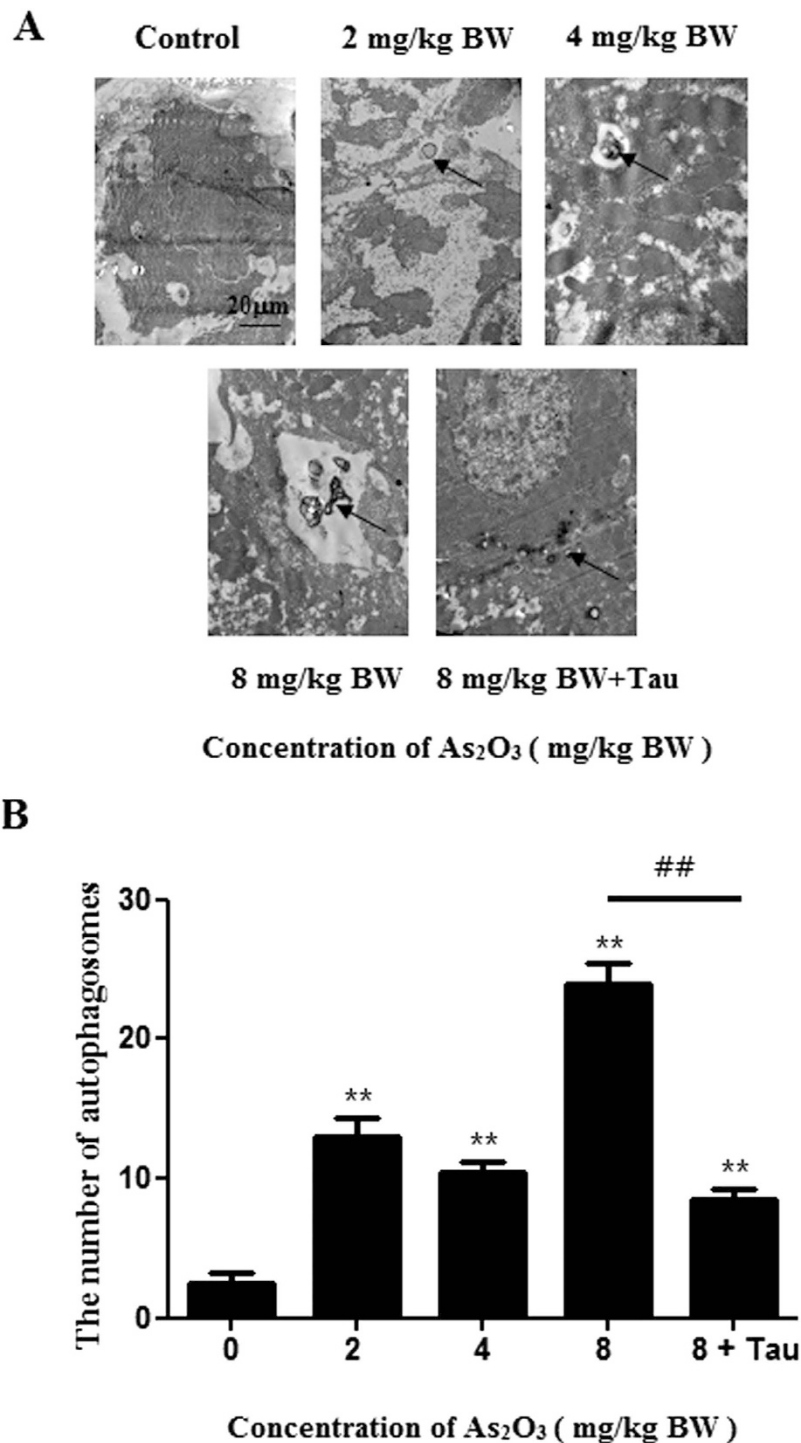 A
Control 2 mg/kg BW 4 mg/kg BW
20μm
8 mg/kg BW 8 mg/kg BW+Tau
Concentration of As₂O₃ ( mg/kg BW )
B
The number of autophagosomes
30
20
10
0
##
**
**
**
**
0 2 4 8 8 + Tau
Concentration of As₂O₃ ( mg/kg BW )